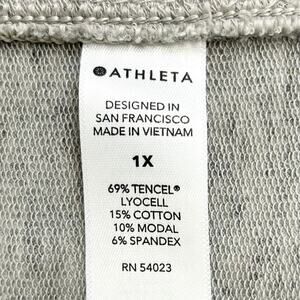 ATHLETA
DESIGNED IN
SAN FRANCISCO
MADE IN VIETNAM
1X
69% TENCEL®
LYOCELL
15% COTTON
10% MODAL
6% SPANDEX
RN 54023